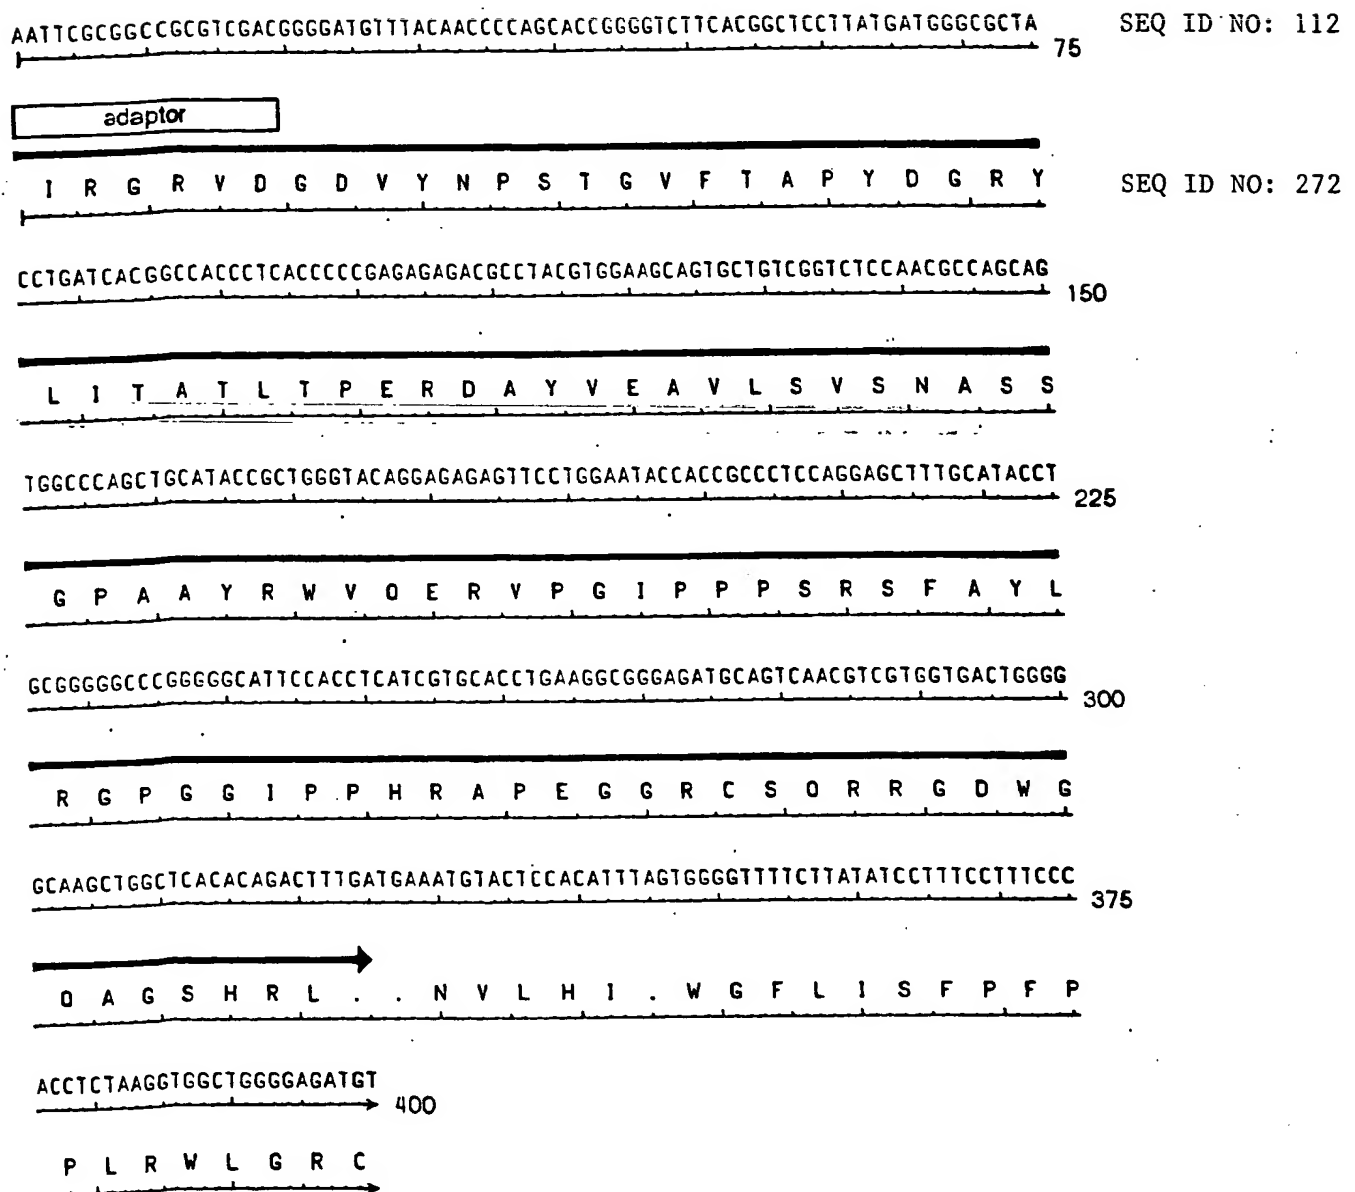 AATTCGCGGCCGCGTCGACGGGGATGTTTACAACCCCAGCACCGGGGTCTTCACGGCTCCTTATGATGGGCGCTA 75 SEQ ID NO: 112
adaptor
I R G R V D G D V Y N P S T G V F T A P Y D G R Y SEQ ID NO: 272
CCTGATCACGGCCACCCTCACCCCCGAGAGAGACGCCTACGTGGAAGCAGTGCTGTCGGTCTCCAACGCCAGCAG 150
L I T A T L T P E R D A Y V E A V L S V S N A S S
TGGCCCAGCTGCATACCGCTGGGTACAGGAGAGAGTTCCTGGAATACCACCGCCCTCCAGGAGCTTTGCATACCT 225
G P A A Y R W V Q E R V P G I P P P S R S F A Y L
GCGGGGGCCCGGGGGCATTCCACCTCATCGTGCACCTGAAGGCGGGAGATGCAGTCAACGTCGTGGTGACTGGGG 300
R G P G G I P P H R A P E G G R C S Q R R G D W G
GCAAGCTGGCTCACACAGACTTTGATGAAATGTACTCCACATTTAGTGGGGTTTTCTTATATCCTTTCCTTTCCC 375
Q A G S H R L . . N V L H I . W G F L I S F P F P
ACCTCTAAGGTGGCTGGGGAGATGT 400
P L R W L G R C